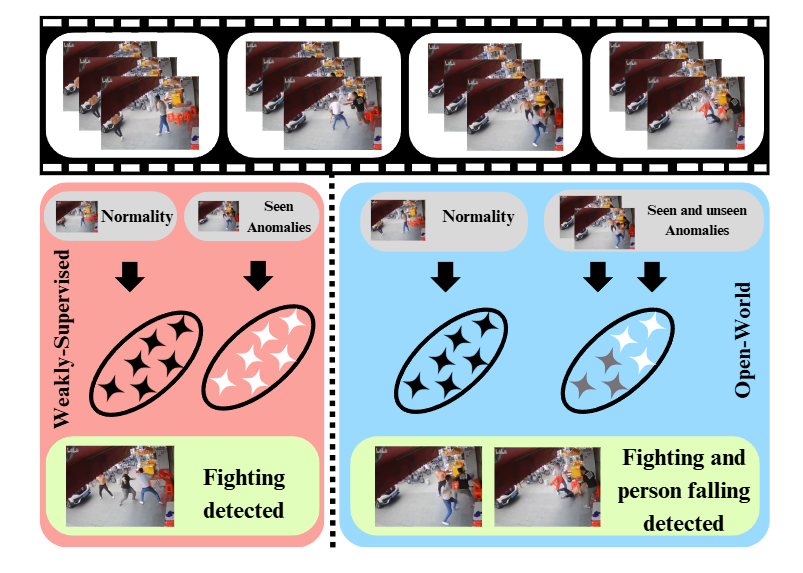 Normality
Seen
Anomalies
Weakly-Supervised
Fighting
detected
Normality
Seen and unseen
Anomalies
Open-World
Fighting and
person falling
detected